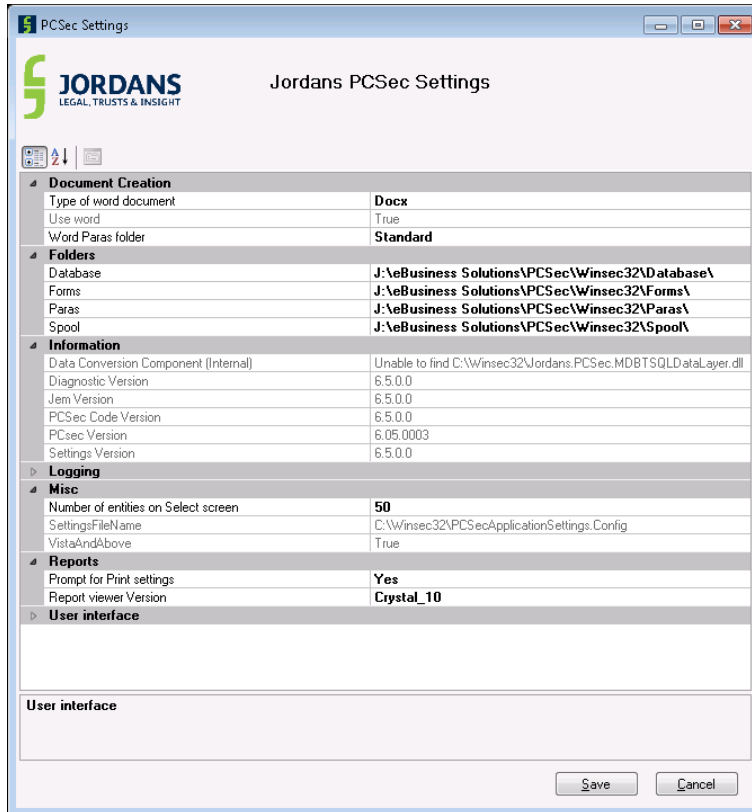 PCSec Settings
JORDANS
LEGAL, TRUSTS & INSIGHT
Jordans PCSec Settings
Document Creation
Type of word document Docx
Use word True
Word Paras folder Standard
Folders
Database J:\eBusiness Solutions\PCSec\Winsec32\Database\
Forms J:\eBusiness Solutions\PCSec\Winsec32\Forms\
Paras J:\eBusiness Solutions\PCSec\Winsec32\Paras\
Spool J:\eBusiness Solutions\PCSec\Winsec32\Spool\
Information
Data Conversion Component (Internal) Unable to find C:\Winsec32\Jordans.PCSec.MDBTSQLDataLayer.dll
Diagnostic Version 6.5.0.0
Jem Version 6.5.0.0
PCSec Code Version 6.5.0.0
PCsec Version 6.05.0003
Settings Version 6.5.0.0
Logging
Misc
Number of entities on Select screen 50
SettingsFileName C:\Winsec32\PCSecApplicationSettings.Config
VistaAndAbove True
Reports
Prompt for Print settings Yes
Report viewer Version Crystal_10
User interface
User interface
Save Cancel